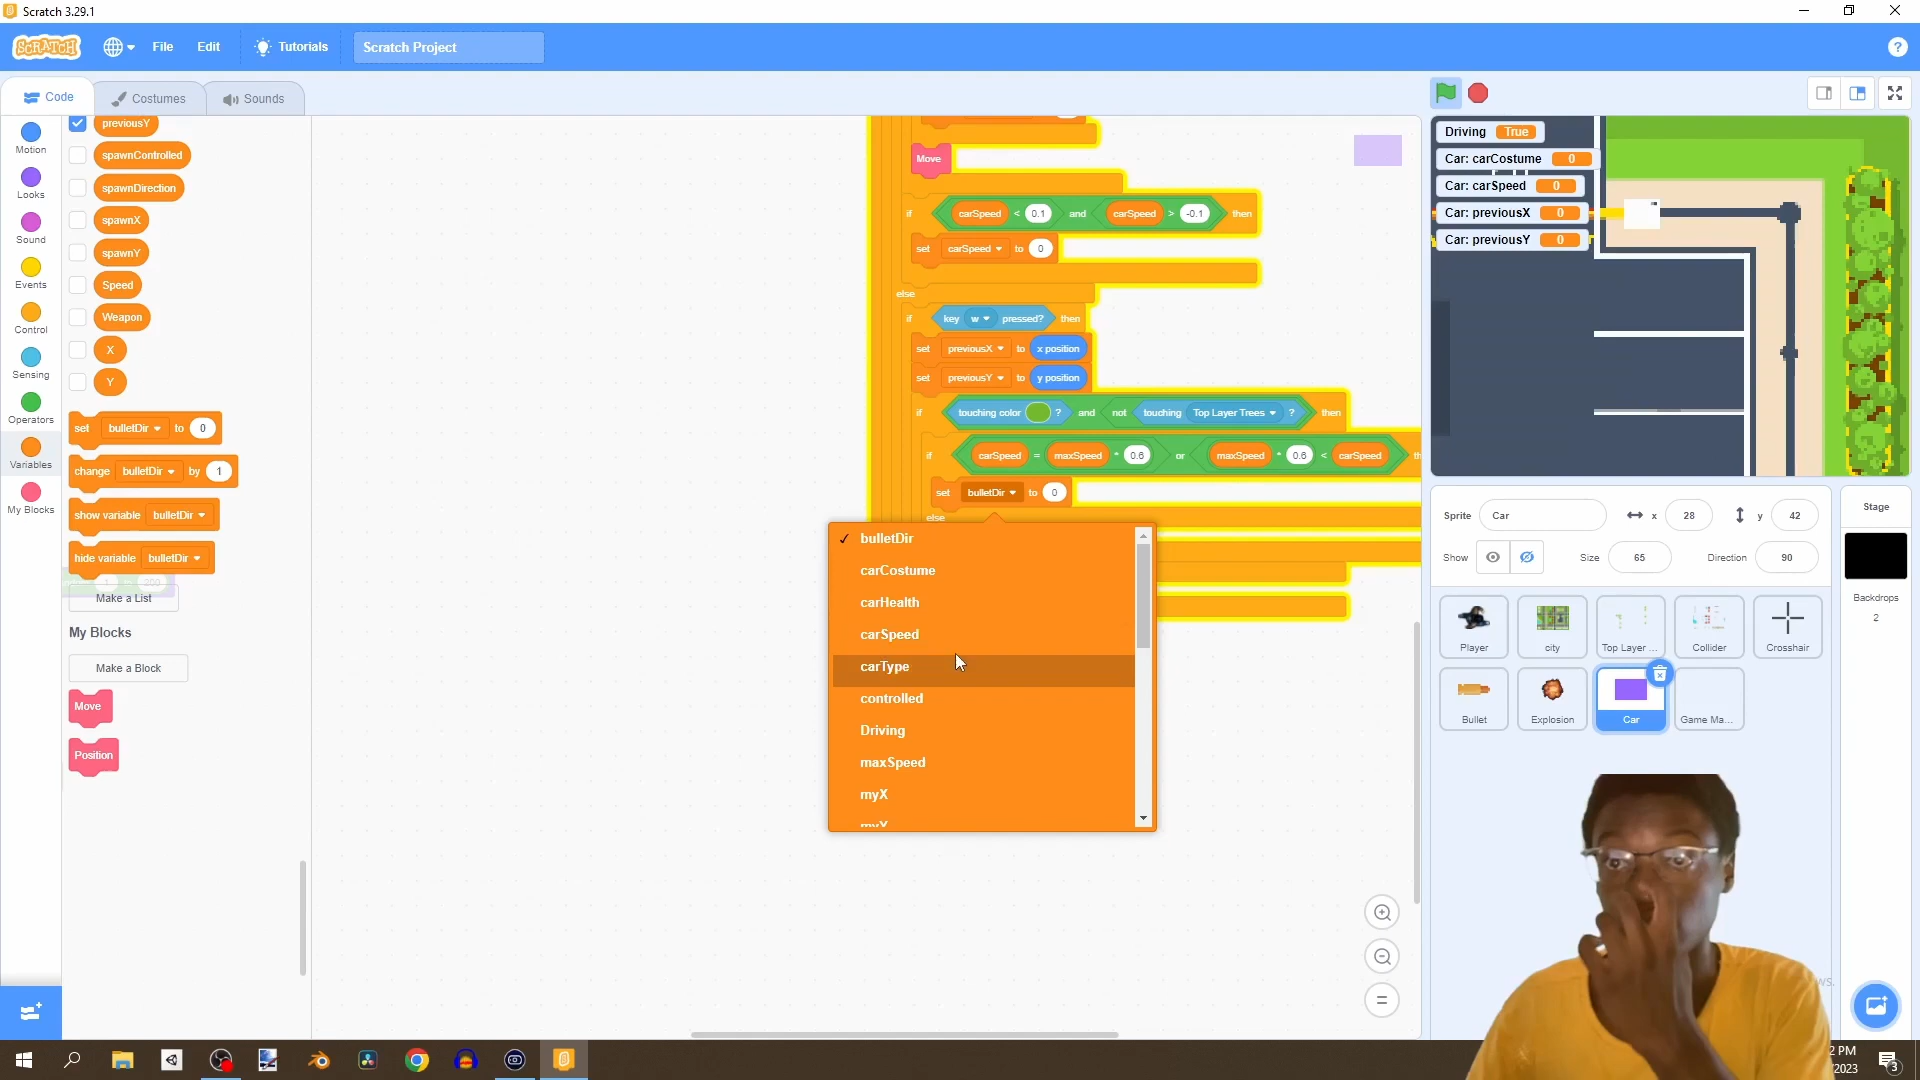 Scratch 3.29.1
SCRATCH
File
Edit
Tutorials
Scratch Project
?
Code
Costumes
Sounds
Motion
Looks
Sound
Events
Control
Sensing
Operators
Variables
My Blocks
previousY
spawnControlled
spawnDirection
spawnX
spawnY
Speed
Weapon
X
Y
set bulletDir to 0
change bulletDir by 1
show variable bulletDir
hide variable bulletDir
Make a List
My Blocks
Make a Block
Move
Position
Move
if carSpeed < 0.1 and carSpeed > -0.1 then
set carSpeed to 0
else
if key w pressed? then
set previousX to x position
set previousY to y position
if touching color ? and not touching Top Layer Trees ? then
if carSpeed = maxSpeed * 0.6 or maxSpeed * 0.6 < carSpeed th
set bulletDir to 0
else
✓ bulletDir
carCostume
carHealth
carSpeed
carType
controlled
Driving
maxSpeed
myX
myY
Driving True
Car: carCostume 0
Car: carSpeed 0
Car: previousX 0
Car: previousY 0
Sprite Car x 28 y 42
Show Size 65 Direction 90
Stage
Backdrops
2
Player
city
Top Layer ...
Collider
Crosshair
Bullet
Explosion
Car
Game Ma...
2 PM
/2023
3